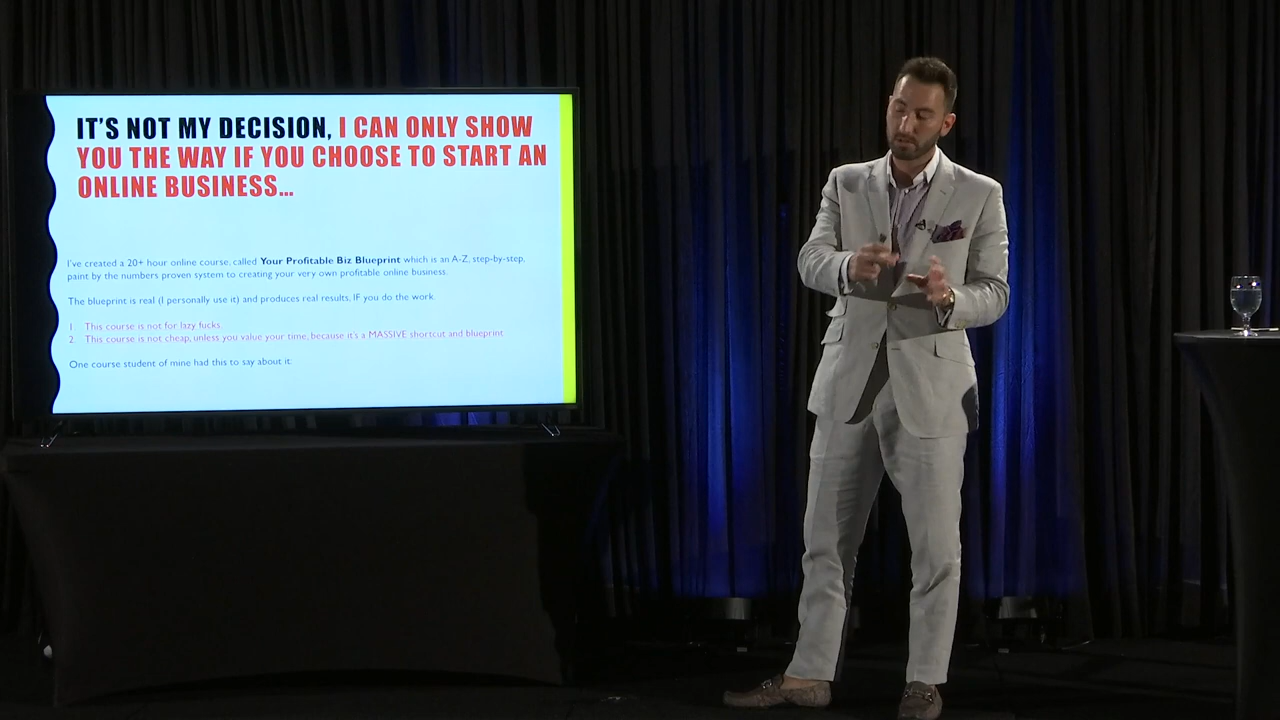 IT'S NOT MY DECISION, I CAN ONLY SHOW
YOU THE WAY IF YOU CHOOSE TO START AN
ONLINE BUSINESS...
I've created a 20+ hour online course, called Your Profitable Biz Blueprint which is an A-Z, step-by-step,
paint by the numbers proven system to creating your very own profitable online business.
The blueprint is real (I personally use it) and produces real results, IF you do the work.
1. This course is not for lazy fucks.
2. This course is not cheap, unless you value your time, because it's a MASSIVE shortcut and blueprint
One course student of mine had this to say about it: